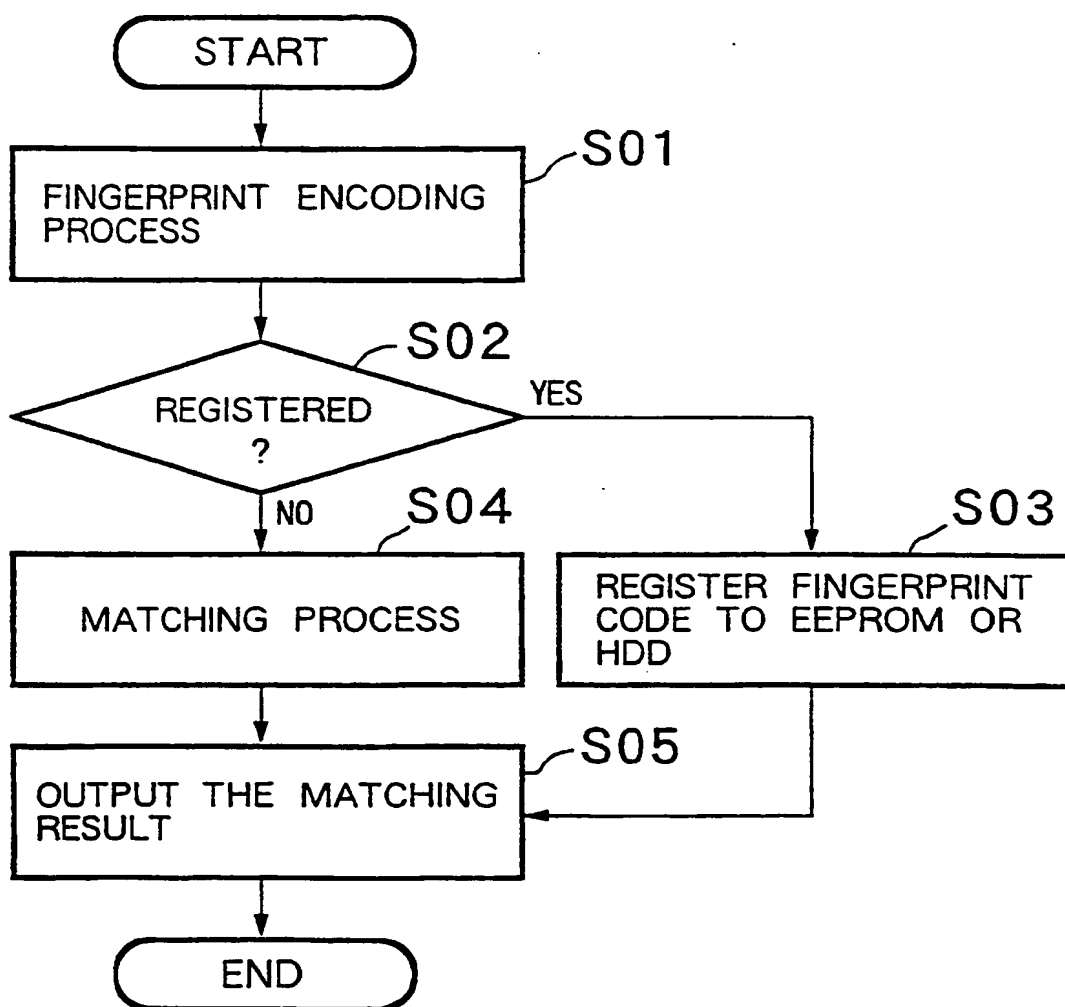 START
S01
FINGERPRINT ENCODING
PROCESS
S02
REGISTERED
?
YES
NO
S04
MATCHING PROCESS
S03
REGISTER FINGERPRINT
CODE TO EEPROM OR
HDD
S05
OUTPUT THE MATCHING
RESULT
END